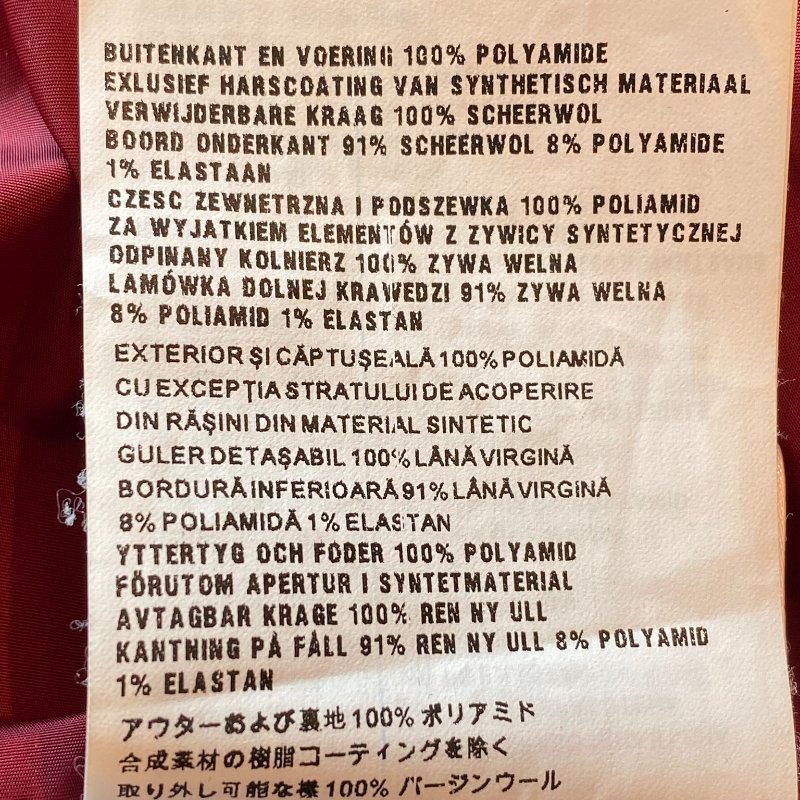 BUITENKANT EN VOERING 100% POLYAMIDE
EXLUSIEF HARSCOATING VAN SYNTHETISCH MATERIAAL
VERWIJDERBARE KRAAG 100% SCHEERWOL
BOORD ONDERKANT 91% SCHEERWOL 8% POLYAMIDE
1% ELASTAAN
CZESC ZEWNETRZNA I PODSZEWKA 100% POLIAMID
ZA WYJATKIEM ELEMENTÓW Z ZYWICY SYNTETYCZNEJ
ODPINANY KOLNIERZ 100% ZYWA WELNA
LAMÓWKA DOLNEJ KRAWEDZI 91% ZYWA WELNA
8% POLIAMID 1% ELASTAN
EXTERIOR ŞI CĂPTUŞEALĂ 100% POLIAMIDĂ
CU EXCEPŢIA STRATULUI DE ACOPERIRE
DIN RĂŞINI DIN MATERIAL SINTETIC
GULER DETAŞABIL 100% LÂNĂ VIRGINĂ
BORDURĂ INFERIOARĂ 91% LÂNĂ VIRGINĂ
8% POLIAMIDĂ 1% ELASTAN
YTTERTYG OCH FODER 100% POLYAMID
FÖRUTOM APERTUR I SYNTETMATERIAL
AVTAGBAR KRAGE 100% REN NY ULL
KANTNING PÅ FÅLL 91% REN NY ULL 8% POLYAMID
1% ELASTAN
アウターおよび裏地100% ポリアミド
合成素材の樹脂コーティングを除く
取り外し可能な襟100% バージンウール